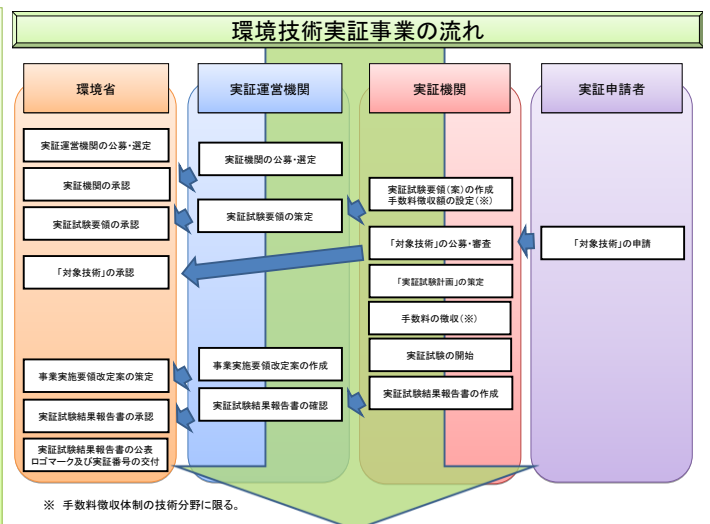 環境技術実証事業の流れ
環境省
実証運営機関の公募・選定
実証機関の承認
実証試験要領の承認
「対象技術」の承認
事業実施要領改定案の策定
実証試験結果報告書の承認
実証試験結果報告書の公表
ロゴマーク及び実証番号の交付
実証運営機関
実証機関の公募・選定
実証試験要領の策定
事業実施要領改定案の作成
実証試験結果報告書の確認
実証機関
実証試験要領(案)の作成
手数料徴収額の設定(※)
「対象技術」の公募・審査
「実証試験計画」の策定
手数料の徴収(※)
実証試験の開始
実証試験結果報告書の作成
実証申請者
「対象技術」の申請
※ 手数料徴収体制の技術分野に限る。